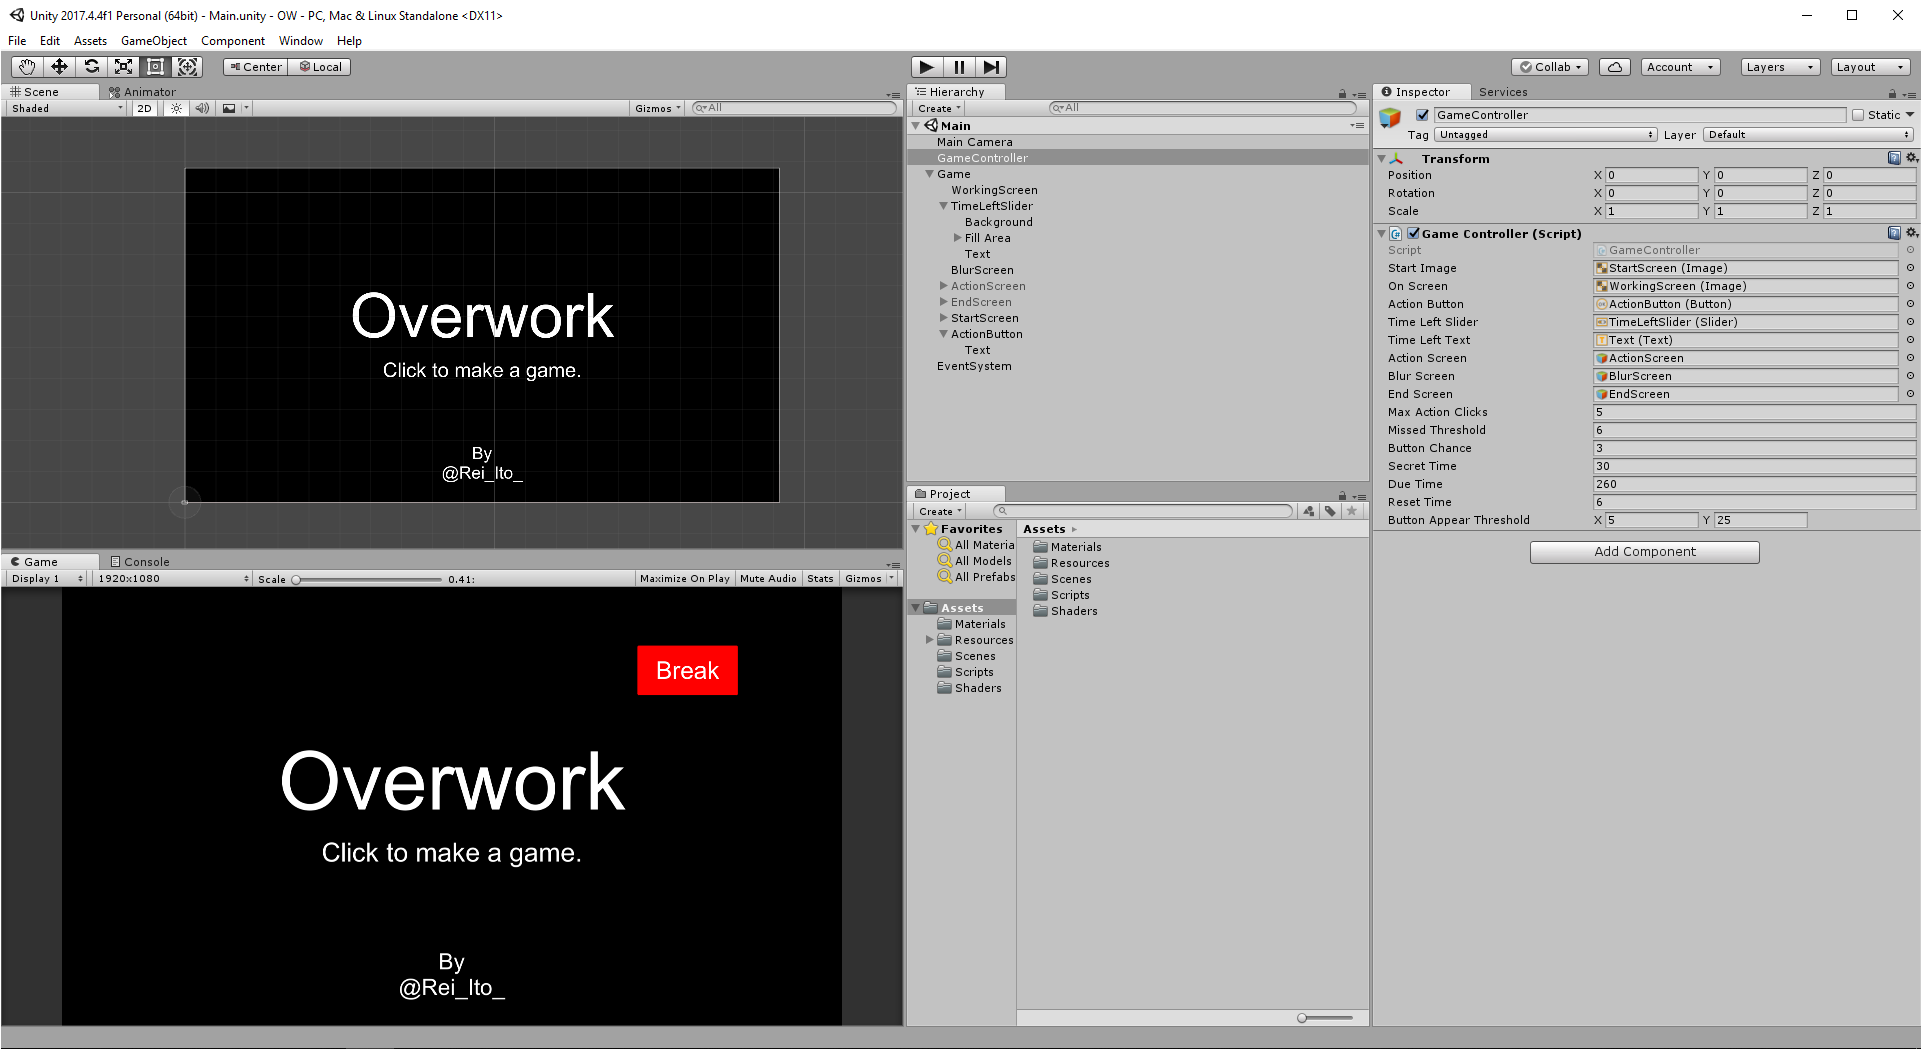 Unity 2017.4.4f1 Personal (64bit) - Main.unity - OW - PC, Mac & Linux Standalone <DX11>
File Edit Assets GameObject Component Window Help
Center Local
Collab Account Layers Layout
Scene Animator
Shaded 2D Gizmos All
Overwork
Click to make a game.
By
@Rei_Ito_
Game Console
Display 1 1920x1080 Scale 0.41: Maximize On Play Mute Audio Stats Gizmos
Break
Overwork
Click to make a game.
By
@Rei_Ito_
Hierarchy
Create All
Main
Main Camera
GameController
Game
WorkingScreen
TimeLeftSlider
Background
Fill Area
Text
BlurScreen
ActionScreen
EndScreen
StartScreen
ActionButton
Text
EventSystem
Project
Create
Favorites
All Materia
All Models
All Prefabs
Assets
Materials
Resources
Scenes
Scripts
Shaders
Assets
Materials
Resources
Scenes
Scripts
Shaders
Inspector Services
GameController Static
Tag Untagged Layer Default
Transform
Position X 0 Y 0 Z 0
Rotation X 0 Y 0 Z 0
Scale X 1 Y 1 Z 1
Game Controller (Script)
Script GameController
Start Image StartScreen (Image)
On Screen WorkingScreen (Image)
Action Button ActionButton (Button)
Time Left Slider TimeLeftSlider (Slider)
Time Left Text Text (Text)
Action Screen ActionScreen
Blur Screen BlurScreen
End Screen EndScreen
Max Action Clicks 5
Missed Threshold 6
Button Chance 3
Secret Time 30
Due Time 260
Reset Time 6
Button Appear Threshold X 5 Y 25
Add Component